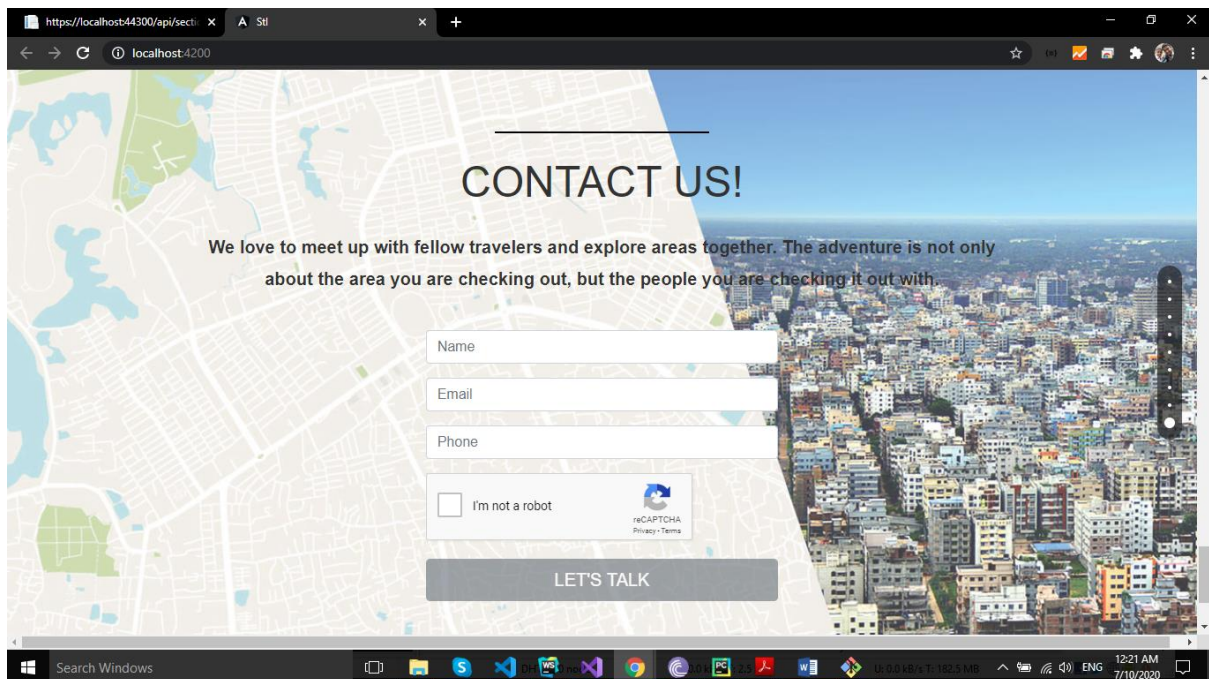 https://localhost:44300/api/secti
Stl
localhost:4200
CONTACT US!
We love to meet up with fellow travelers and explore areas together. The adventure is not only
about the area you are checking out, but the people you are checking it out with.
Name
Email
Phone
I'm not a robot
reCAPTCHA
Privacy - Terms
LET'S TALK
Search Windows
ENG
12:21 AM
7/10/2020